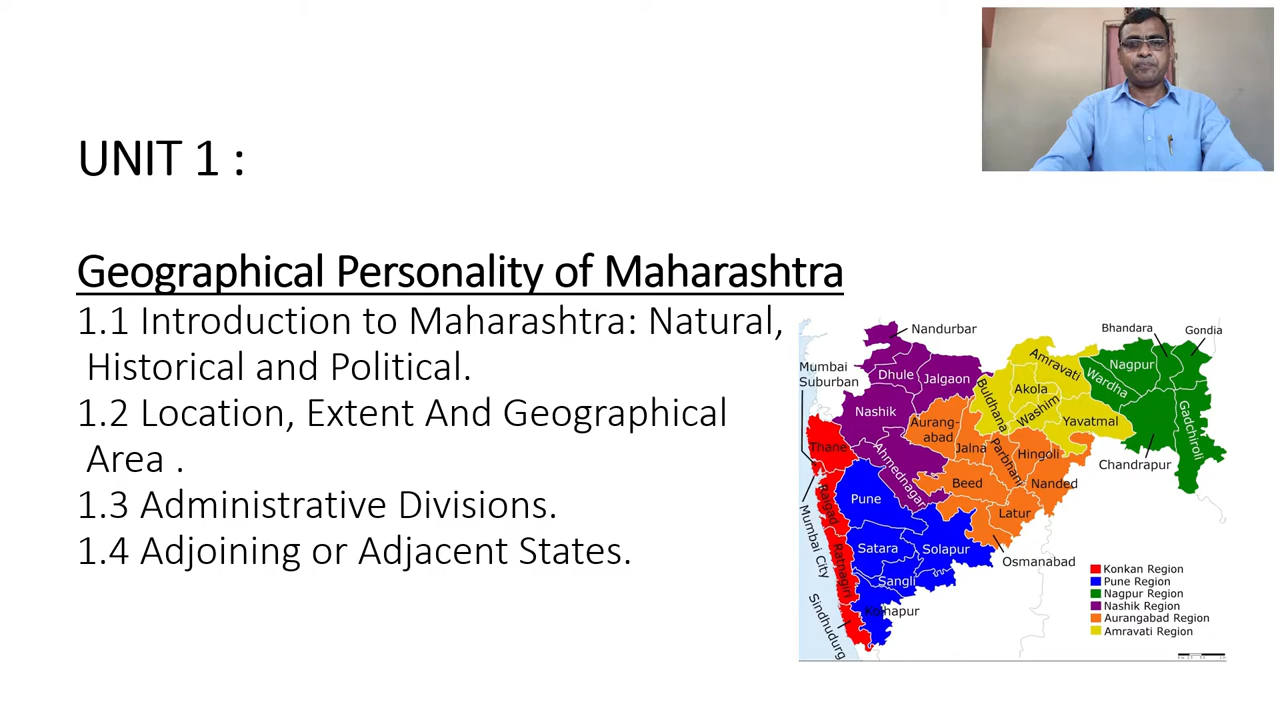 UNIT 1 :
Geographical Personality of Maharashtra
1.1 Introduction to Maharashtra: Natural,
Historical and Political.
1.2 Location, Extent And Geographical
Area .
1.3 Administrative Divisions.
1.4 Adjoining or Adjacent States.
Nandurbar
Bhandara
Gondia
Mumbai
Suburban
Dhule
Jalgaon
Amravati
Nagpur
Wardha
Buldhana
Akola
Washim
Nashik
Yavatmal
Gadchiroli
Aurang-
abad
Thane
Jalna
Parbhani
Hingoli
Chandrapur
Ahmednagar
Beed
Nanded
Pune
Raigad
Latur
Mumbai City
Satara
Solapur
Osmanabad
Ratnagiri
Sangli
Kolhapur
Sindhudurg
Konkan Region
Pune Region
Nagpur Region
Nashik Region
Aurangabad Region
Amravati Region